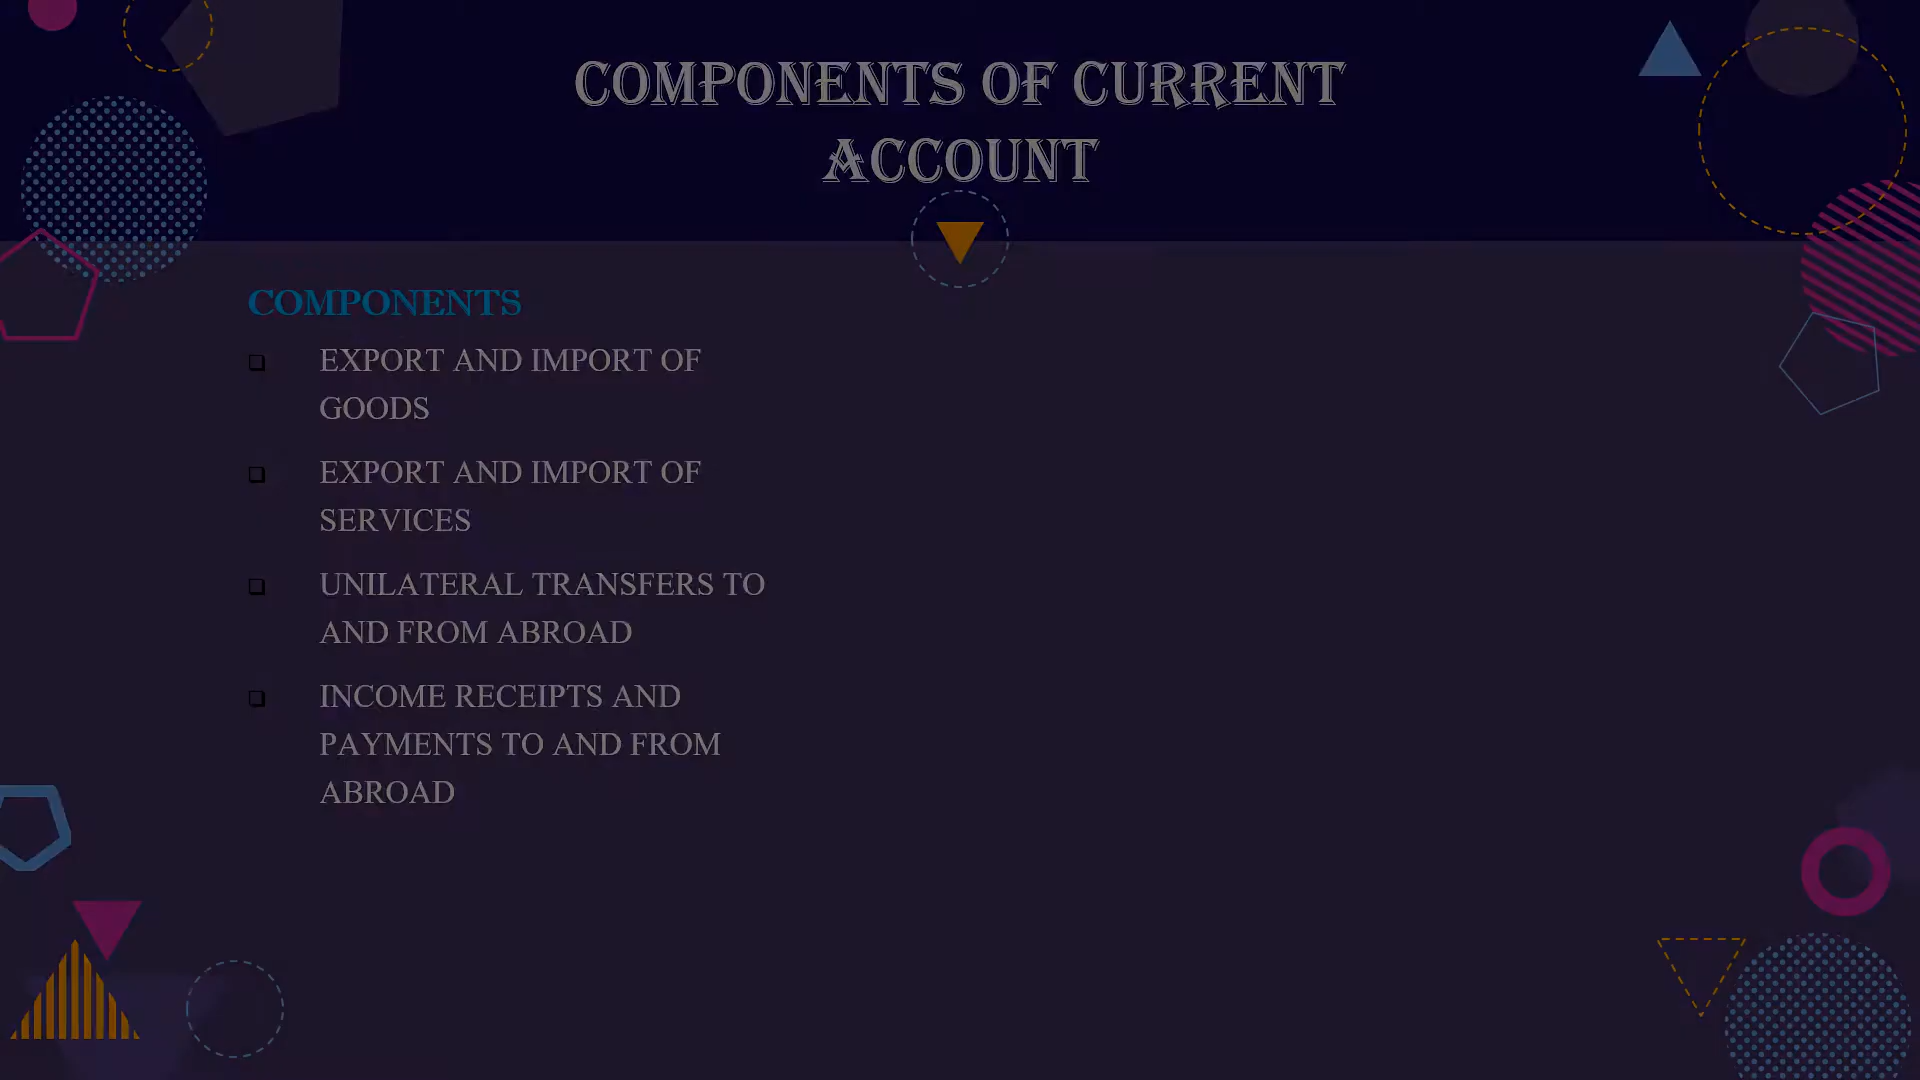 COMPONENTS OF CURRENT
ACCOUNT
COMPONENTS
EXPORT AND IMPORT OF
GOODS
EXPORT AND IMPORT OF
SERVICES
UNILATERAL TRANSFERS TO
AND FROM ABROAD
INCOME RECEIPTS AND
PAYMENTS TO AND FROM
ABROAD